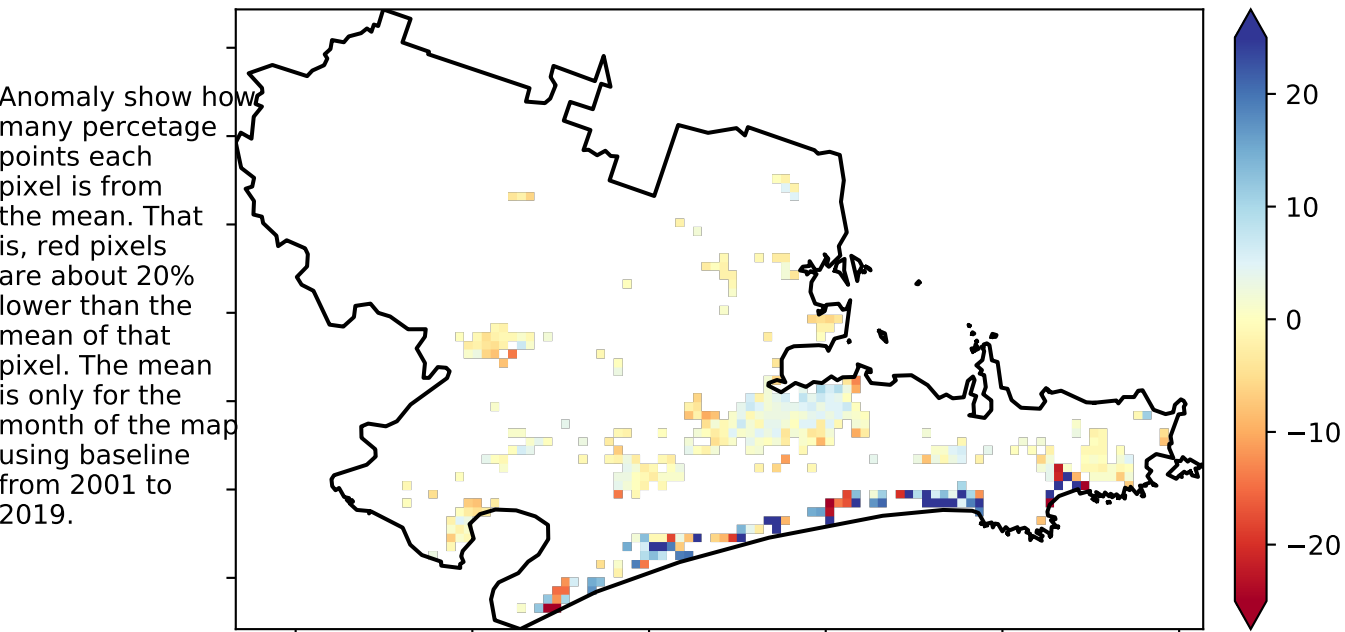 Anomaly show how
many percetage
points each
pixel is from
the mean. That
is, red pixels
are about 20%
lower than the
mean of that
pixel. The mean
is only for the
month of the map
using baseline
from 2001 to
2019.
20
10
0
−10
−20